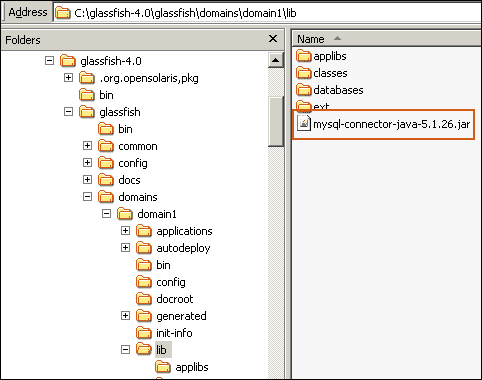 Address C:\glassfish-4.0\glassfish\domains\domain1\lib
Folders
glassfish-4.0
.org.opensolaris,pkg
bin
glassfish
bin
common
config
docs
domains
domain1
applications
autodeploy
bin
config
docroot
generated
init-info
lib
applibs
Name
applibs
classes
databases
ext
mysql-connector-java-5.1.26.jar